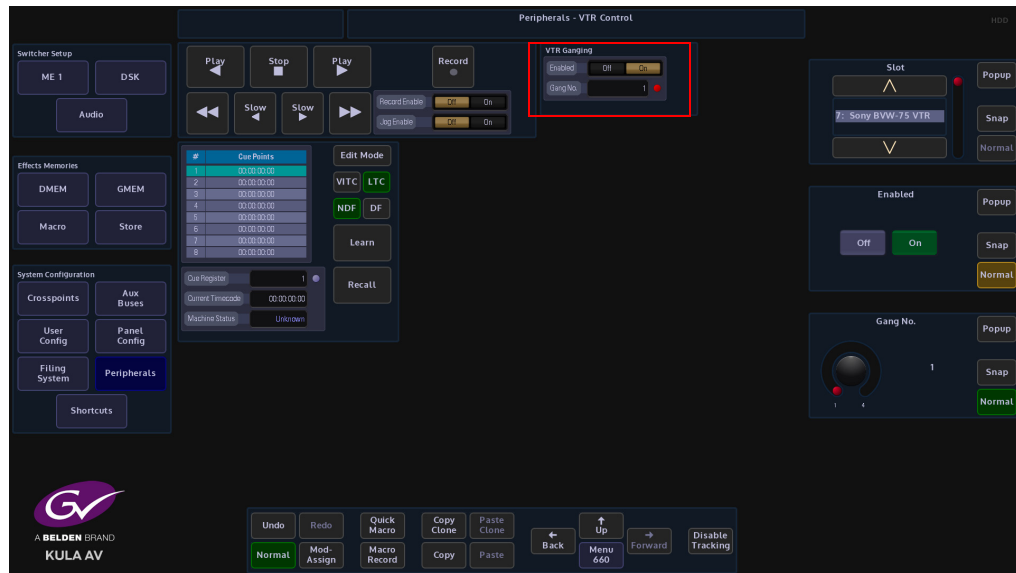 Peripherals - VTR Control
HDD
Switcher Setup
ME 1
DSK
Audio
Effects Memories
DMEM
GMEM
Macro
Store
System Configuration
Crosspoints
Aux
Buses
User
Config
Panel
Config
Filing
System
Peripherals
Shortcuts
Play
Stop
Play
Record
Slow
Slow
Record Enable Off On
Jog Enable Off On
VTR Ganging
Enabled Off On
Gang No. 1
# Cue Points
1 00:00:00:00
2 00:00:00:00
3 00:00:00:00
4 00:00:00:00
5 00:00:00:00
6 00:00:00:00
7 00:00:00:00
8 00:00:00:00
Edit Mode
VITC LTC
NDF DF
Learn
Recall
Cue Register 1
Current Timecode 00:00:00:00
Machine Status Unknown
Slot
7: Sony BVW-75 VTR
Popup
Snap
Normal
Enabled
Off On
Popup
Snap
Normal
Gang No.
1
1 4
Popup
Snap
Normal
GV
A BELDEN BRAND
KULA AV
Undo
Redo
Quick
Macro
Copy
Clone
Paste
Clone
Normal
Mod-
Assign
Macro
Record
Copy
Paste
Back
Up
Menu
660
Forward
Disable
Tracking